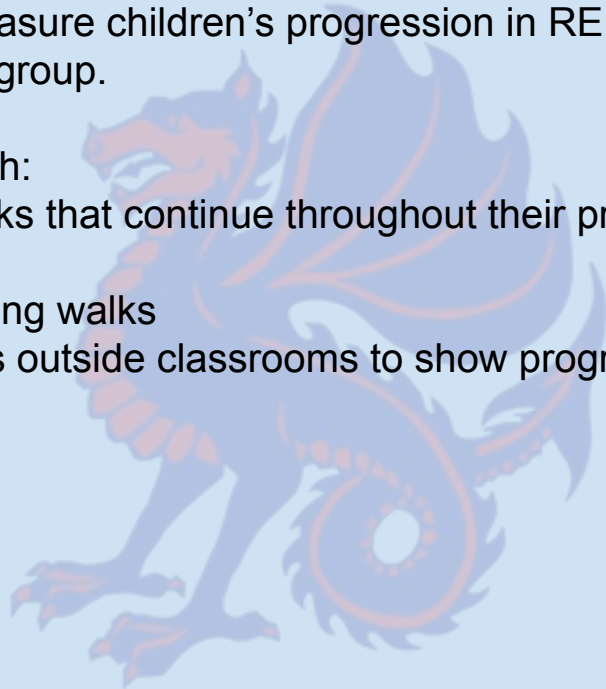 asure children's progression in RE
group.
h:
ks that continue throughout their pr
ng walks
s outside classrooms to show progr